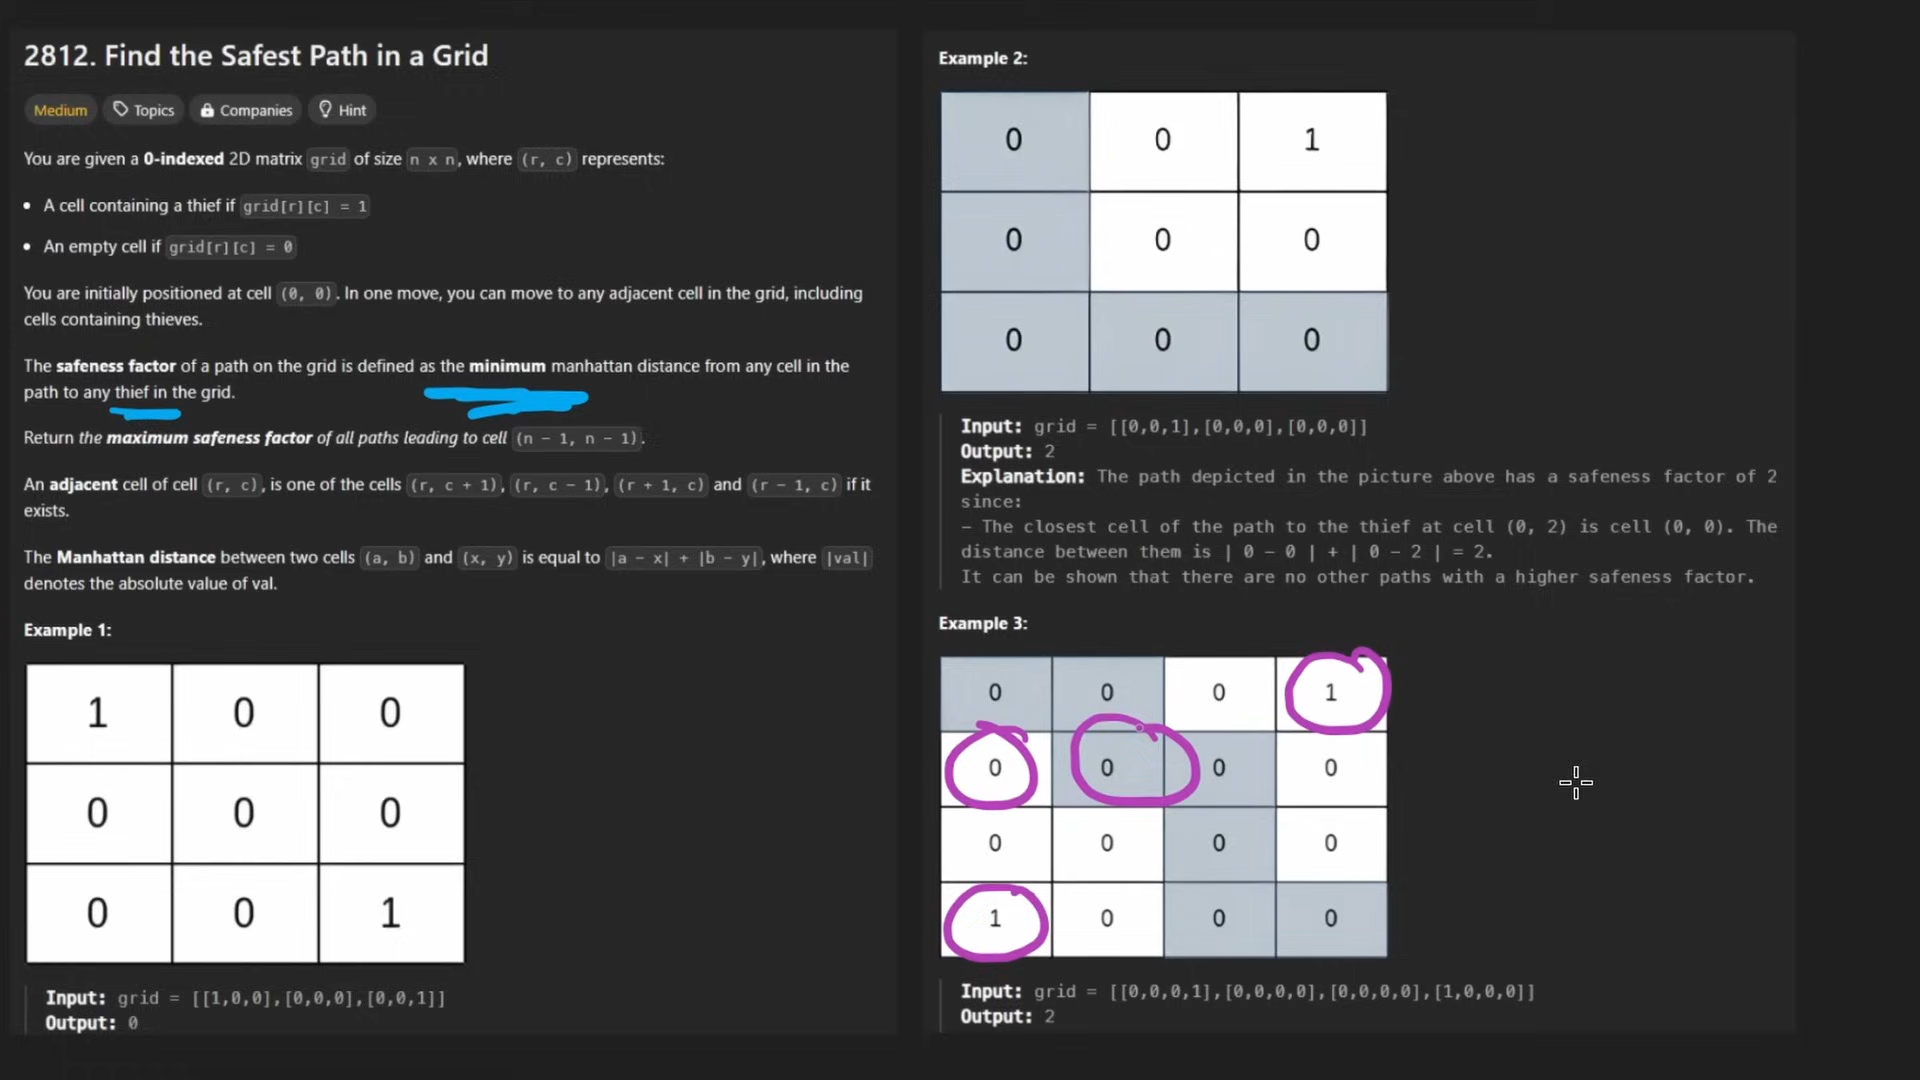 2812. Find the Safest Path in a Grid
Medium Topics Companies Hint
You are given a 0-indexed 2D matrix grid of size n x n, where (r, c) represents:
• A cell containing a thief if grid[r][c] = 1
• An empty cell if grid[r][c] = 0
You are initially positioned at cell (0, 0). In one move, you can move to any adjacent cell in the grid, including
cells containing thieves.
The safeness factor of a path on the grid is defined as the minimum manhattan distance from any cell in the
path to any thief in the grid.
Return the maximum safeness factor of all paths leading to cell (n - 1, n - 1).
An adjacent cell of cell (r, c), is one of the cells (r, c + 1), (r, c - 1), (r + 1, c) and (r - 1, c) if it
exists.
The Manhattan distance between two cells (a, b) and (x, y) is equal to |a - x| + |b - y|, where |val|
denotes the absolute value of val.
Example 1:
1 0 0
0 0 0
0 0 1
Input: grid = [[1,0,0],[0,0,0],[0,0,1]]
Output: 0
Example 2:
0 0 1
0 0 0
0 0 0
Input: grid = [[0,0,1],[0,0,0],[0,0,0]]
Output: 2
Explanation: The path depicted in the picture above has a safeness factor of 2
since:
- The closest cell of the path to the thief at cell (0, 2) is cell (0, 0). The
distance between them is | 0 - 0 | + | 0 - 2 | = 2.
It can be shown that there are no other paths with a higher safeness factor.
Example 3:
0 0 0 1
0 0 0 0
0 0 0 0
1 0 0 0
Input: grid = [[0,0,0,1],[0,0,0,0],[0,0,0,0],[1,0,0,0]]
Output: 2